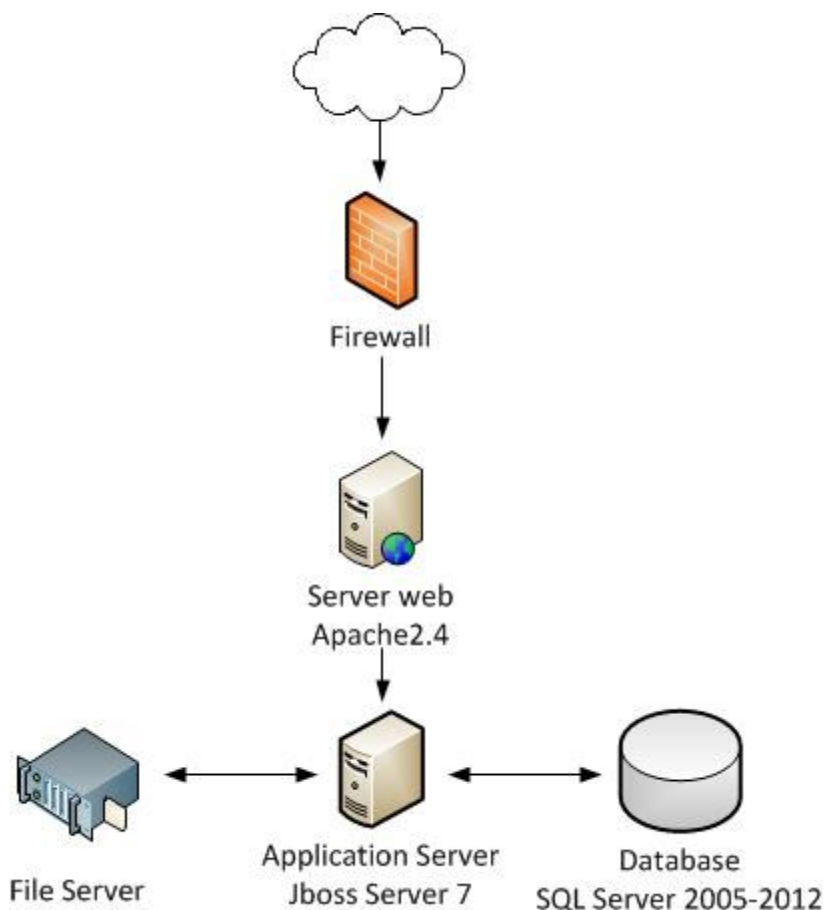 Firewall
Server web
Apache2.4
File Server
Application Server
Jboss Server 7
Database
SQL Server 2005-2012